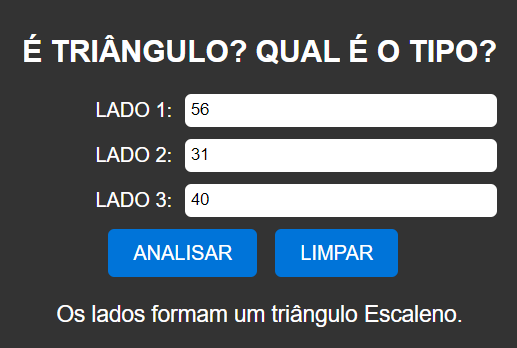 É TRIÂNGULO? QUAL É O TIPO?
LADO 1: 56
LADO 2: 31
LADO 3: 40
ANALISAR LIMPAR
Os lados formam um triângulo Escaleno.